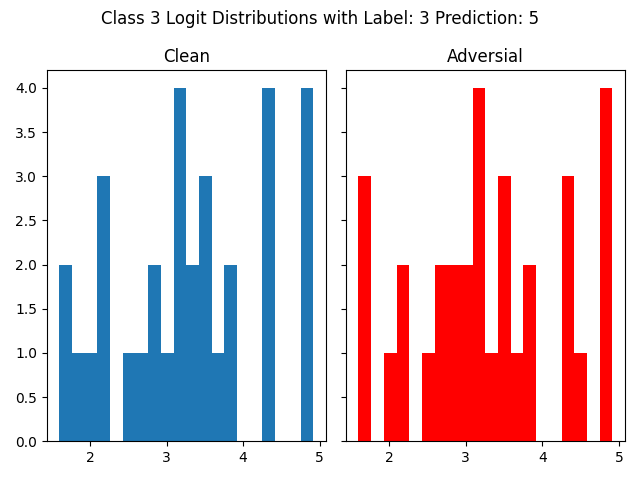 Class 3 Logit Distributions with Label: 3 Prediction: 5
Clean
Adversial
4.0
3.5
3.0
2.5
2.0
1.5
1.0
0.5
0.0
2 3 4 5
2 3 4 5